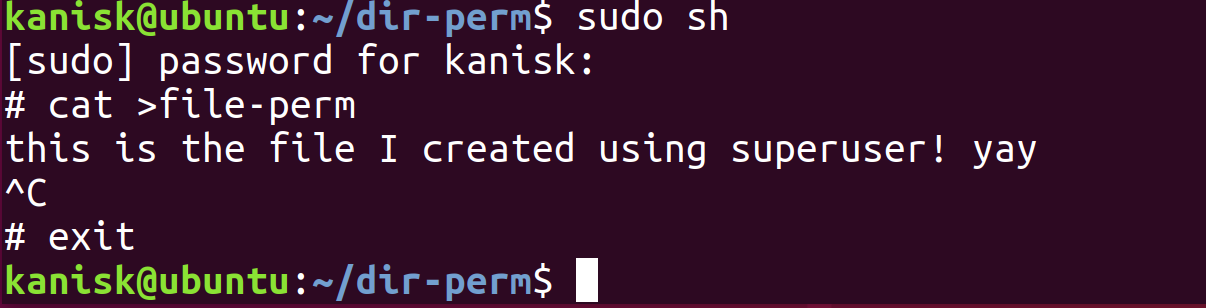 kanisk@ubuntu:~/dir-perm$ sudo sh
[sudo] password for kanisk:
# cat >file-perm
this is the file I created using superuser! yay
^C
# exit
kanisk@ubuntu:~/dir-perm$